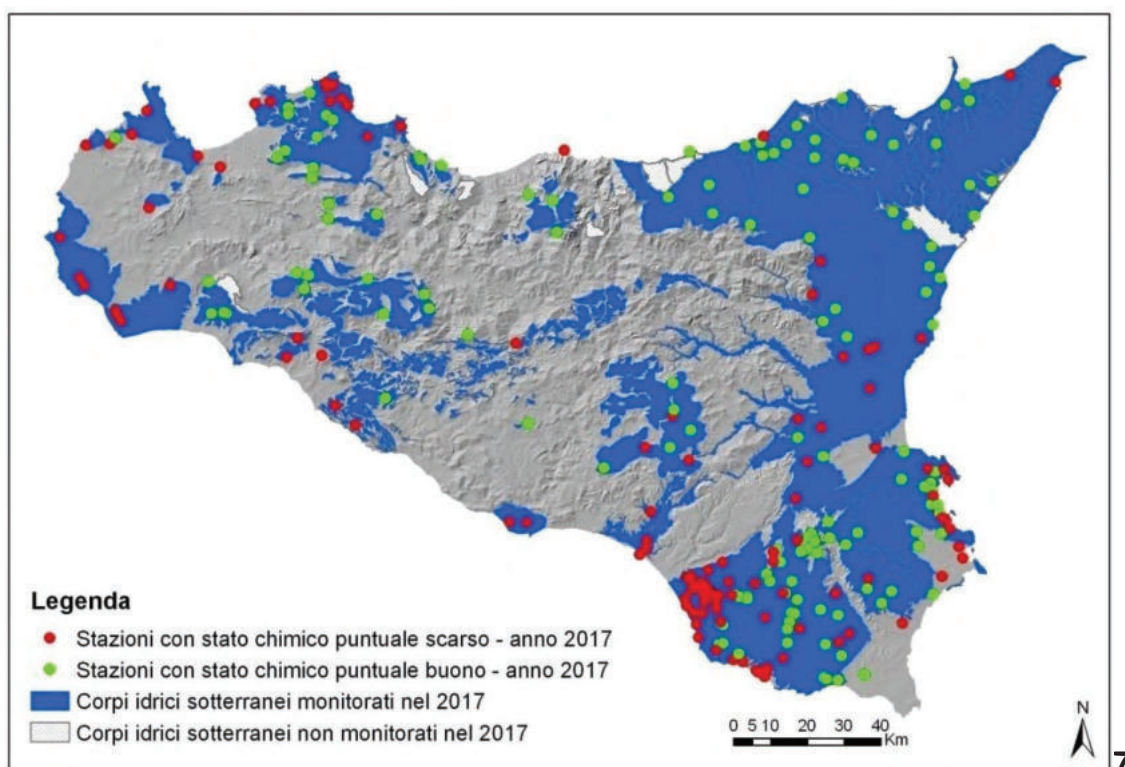 Legenda
Stazioni con stato chimico puntuale scarso - anno 2017
Stazioni con stato chimico puntuale buono - anno 2017
Corpi idrici sotterranei monitorati nel 2017
Corpi idrici sotterranei non monitorati nel 2017
0 5 10 20 30 40
Km
N
7